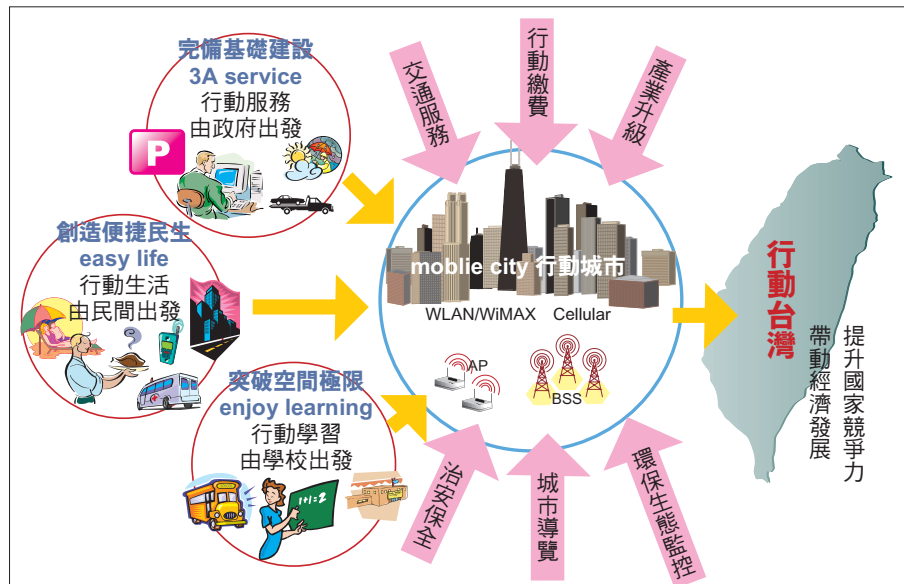 完備基礎建設
3A service
行動服務
由政府出發
P
創造便捷民生
easy life
行動生活
由民間出發
突破空間極限
enjoy learning
行動學習
由學校出發
1+1=2
交通服務
行動繳費
產業升級
moblie city 行動城市
WLAN/WiMAX Cellular
AP
BSS
治安保全
城市導覽
環保生態監控
行動台灣
提升國家競爭力
帶動經濟發展